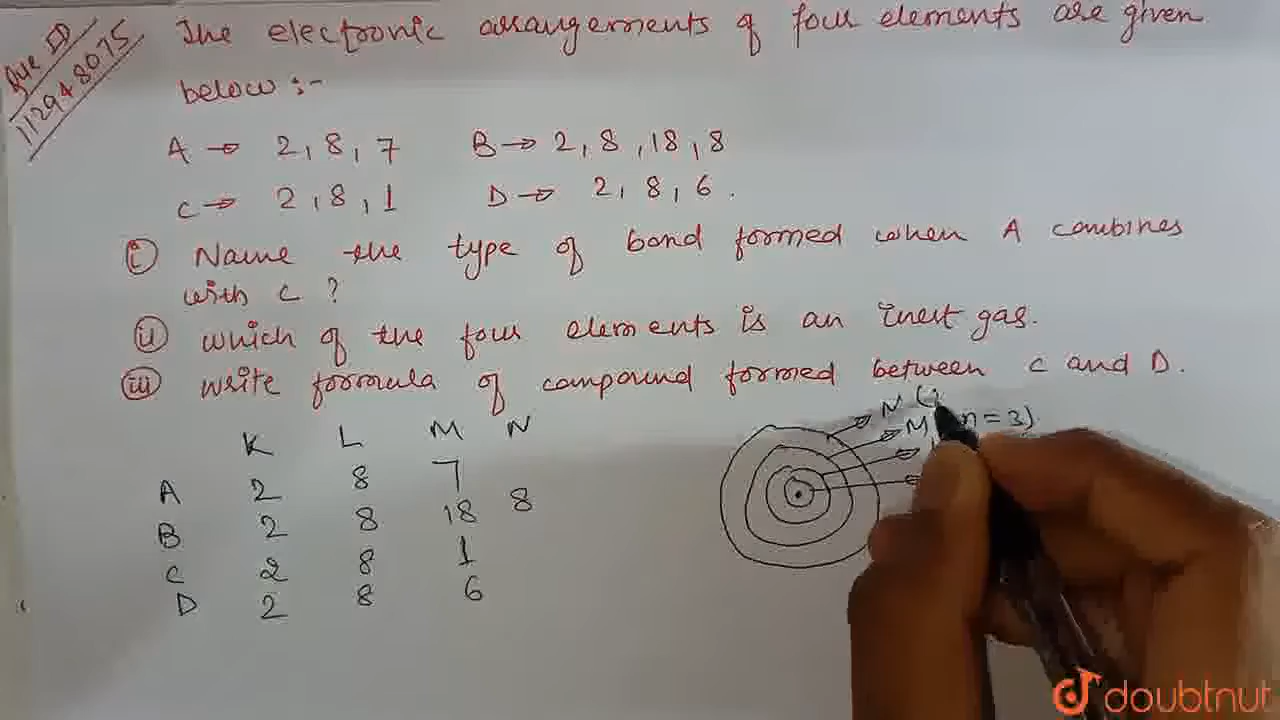 Que
11294 8075
The electronic arrangements of four elements are given
below :-
A → 2, 8, 7 B → 2, 8, 18, 8
C → 2, 8, 1 D → 2, 8, 6.
(i) Name the type of bond formed when A combines
with C ?
(ii) which of the four elements is an inert gas.
(iii) write formula of compound formed between C and D.
K L M N
A 2 8 7
B 2 8 18 8
C 2 8 1
D 2 8 6
N (
M n = 3)
doubtnut